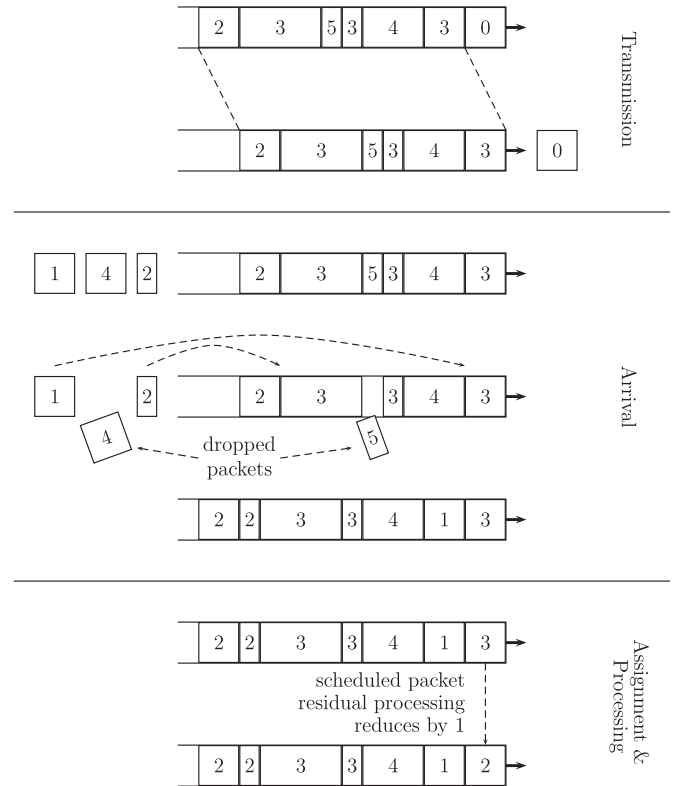 2 3 5 3 4 3 0
Transmission
2 3 5 3 4 3 0
1 4 2 2 3 5 3 4 3
Arrival
1 2 2 3 3 4 3
4 5
dropped
packets
2 2 3 3 4 1 3
2 2 3 3 4 1 3
Assignment &
Processing
scheduled packet
residual processing
reduces by 1
2 2 3 3 4 1 2